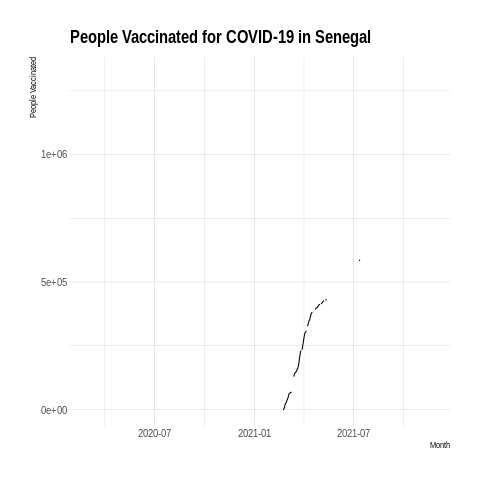 People Vaccinated for COVID-19 in Senegal
People Vaccinated
1e+06
5e+05
0e+00
2020-07 2021-01 2021-07
Month